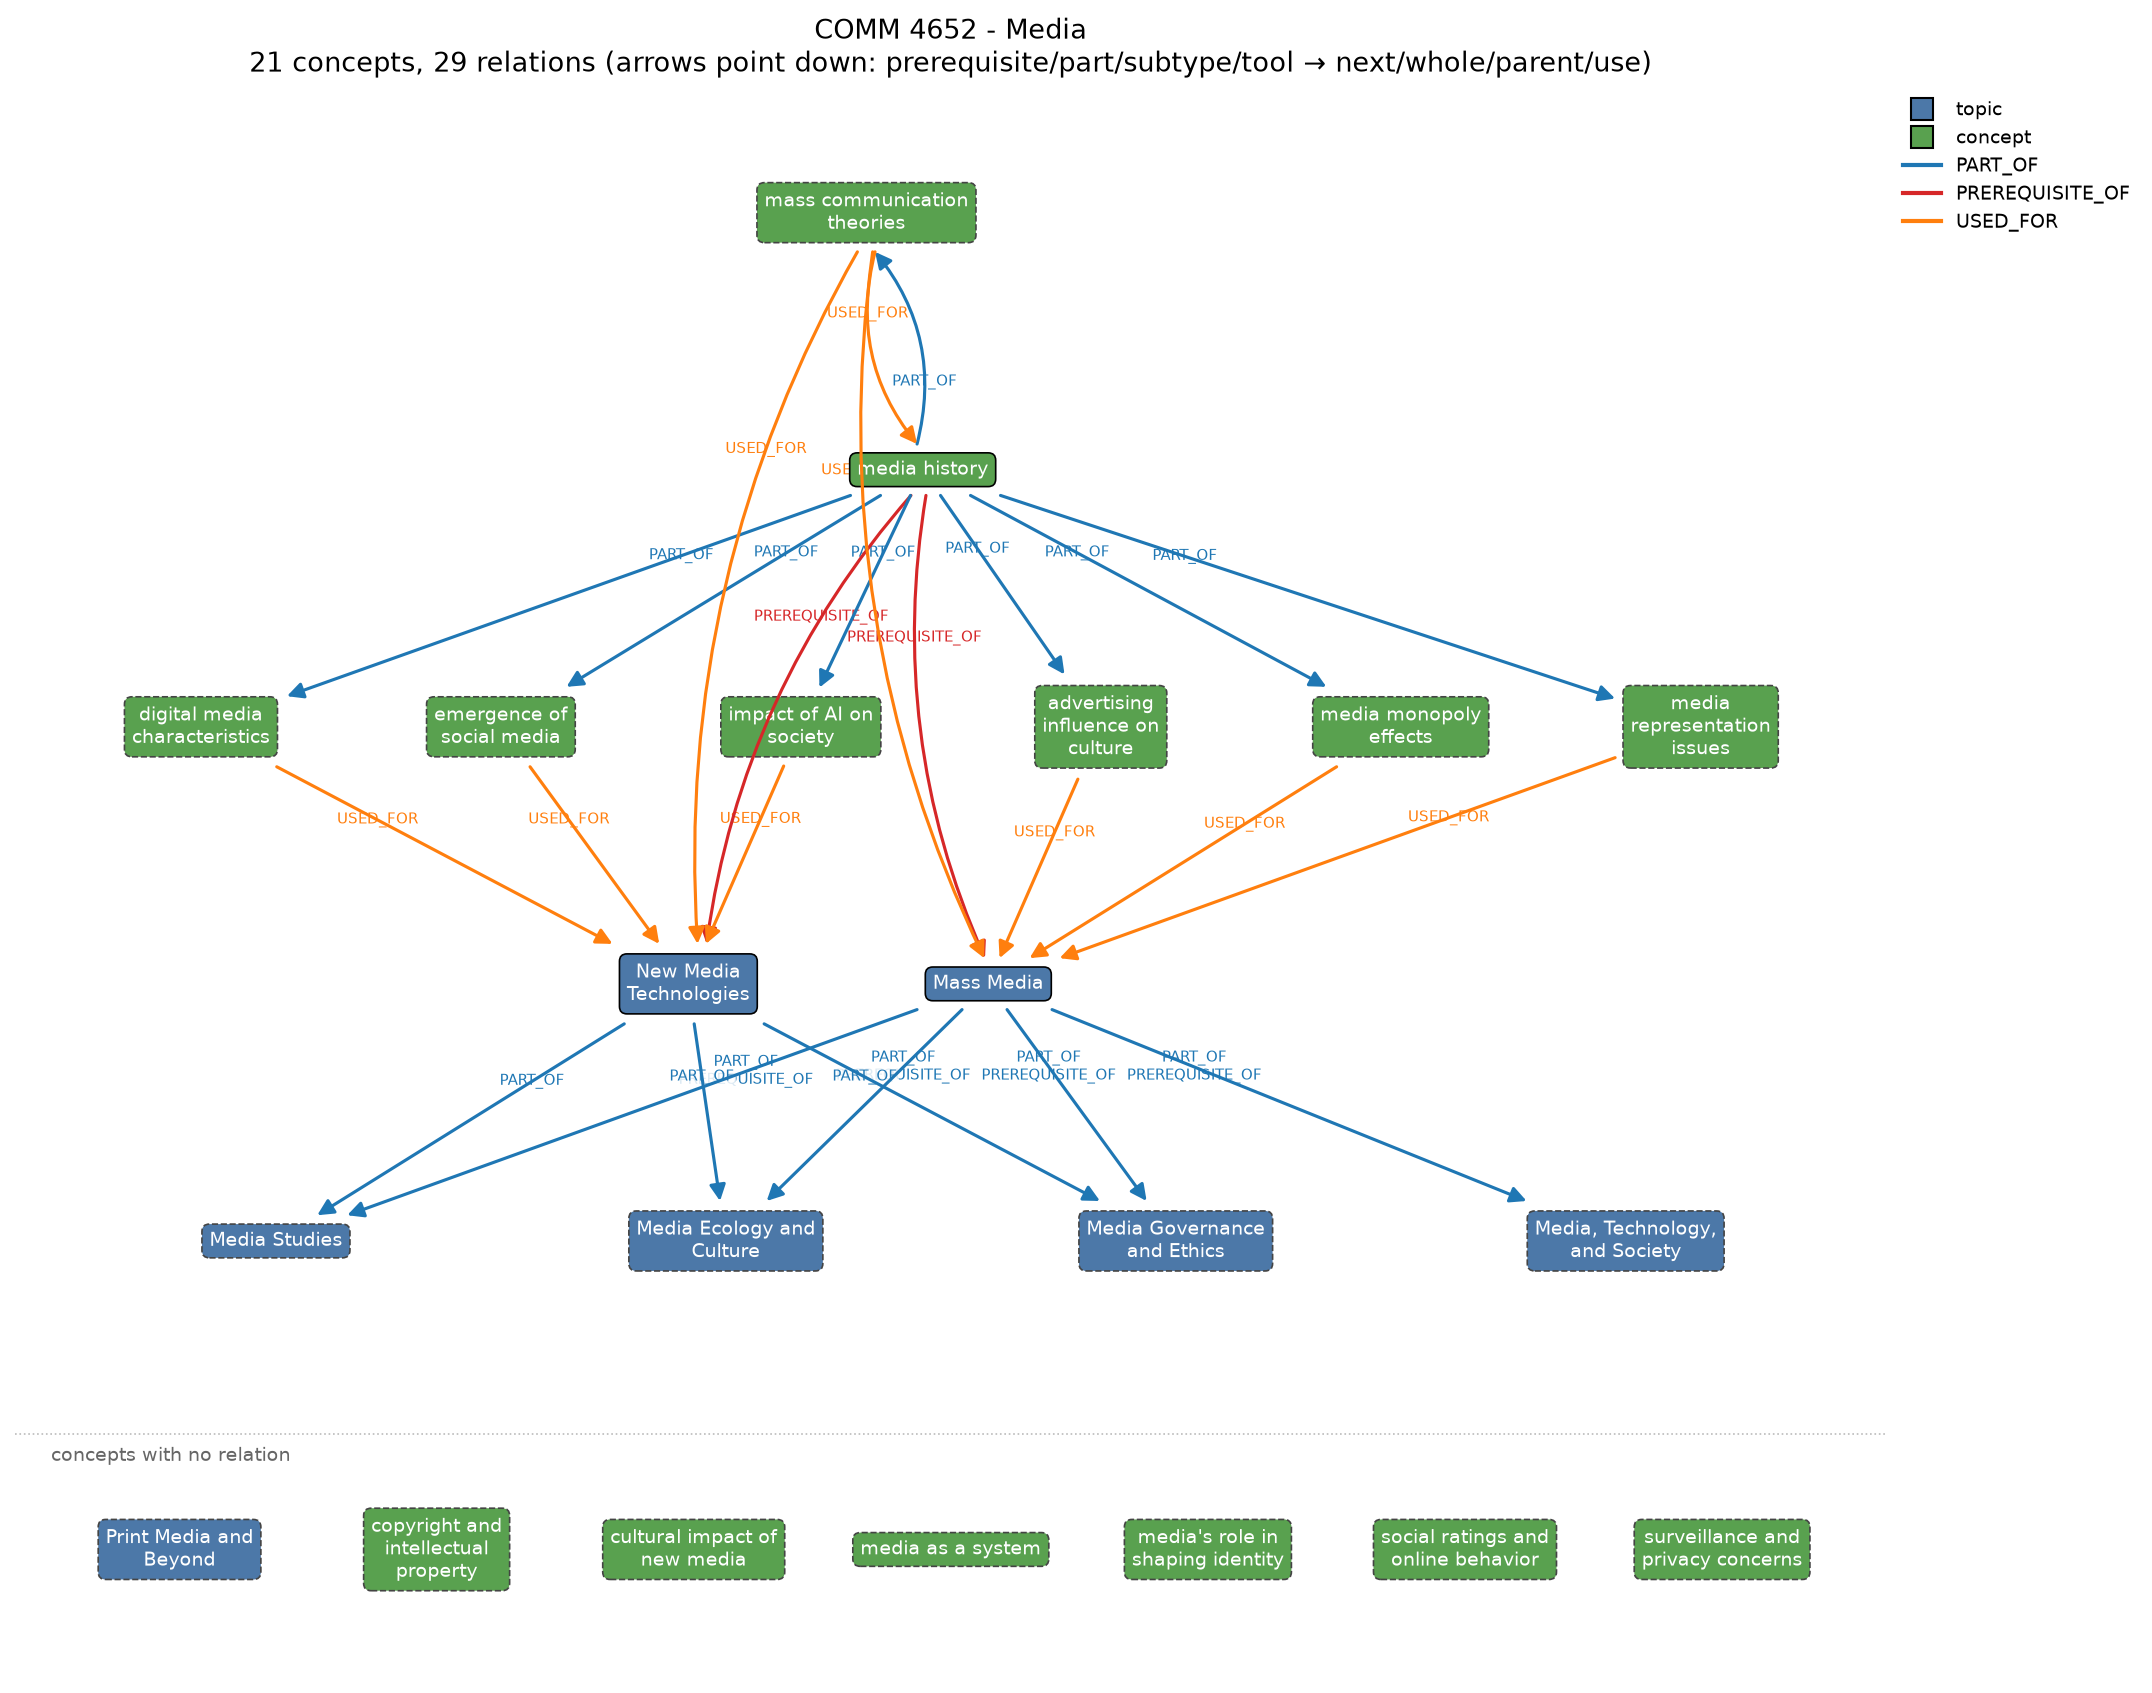 COMM 4652 - Media
21 concepts, 29 relations (arrows point down: prerequisite/part/subtype/tool → next/whole/parent/use)
topic
concept
PART_OF
PREREQUISITE_OF
USED_FOR
mass communication
theories
USED_FOR
PART_OF
USED_FOR
media history
PART_OF
PART_OF
PART_OF
PART_OF
PART_OF
PART_OF
PREREQUISITE_OF
PREREQUISITE_OF
digital media
characteristics
emergence of
social media
impact of AI on
society
advertising
influence on
culture
media monopoly
effects
media
representation
issues
USED_FOR
USED_FOR
USED_FOR
USED_FOR
USED_FOR
USED_FOR
New Media
Technologies
Mass Media
PART_OF
PART_OF
PART_OF
PART_OF
PART_OF
PREREQUISITE_OF
PART_OF
PREREQUISITE_OF
PART_OF
PART_OF
Media Studies
Media Ecology and
Culture
Media Governance
and Ethics
Media, Technology,
and Society
concepts with no relation
Print Media and
Beyond
copyright and
intellectual
property
cultural impact of
new media
media as a system
media's role in
shaping identity
social ratings and
online behavior
surveillance and
privacy concerns